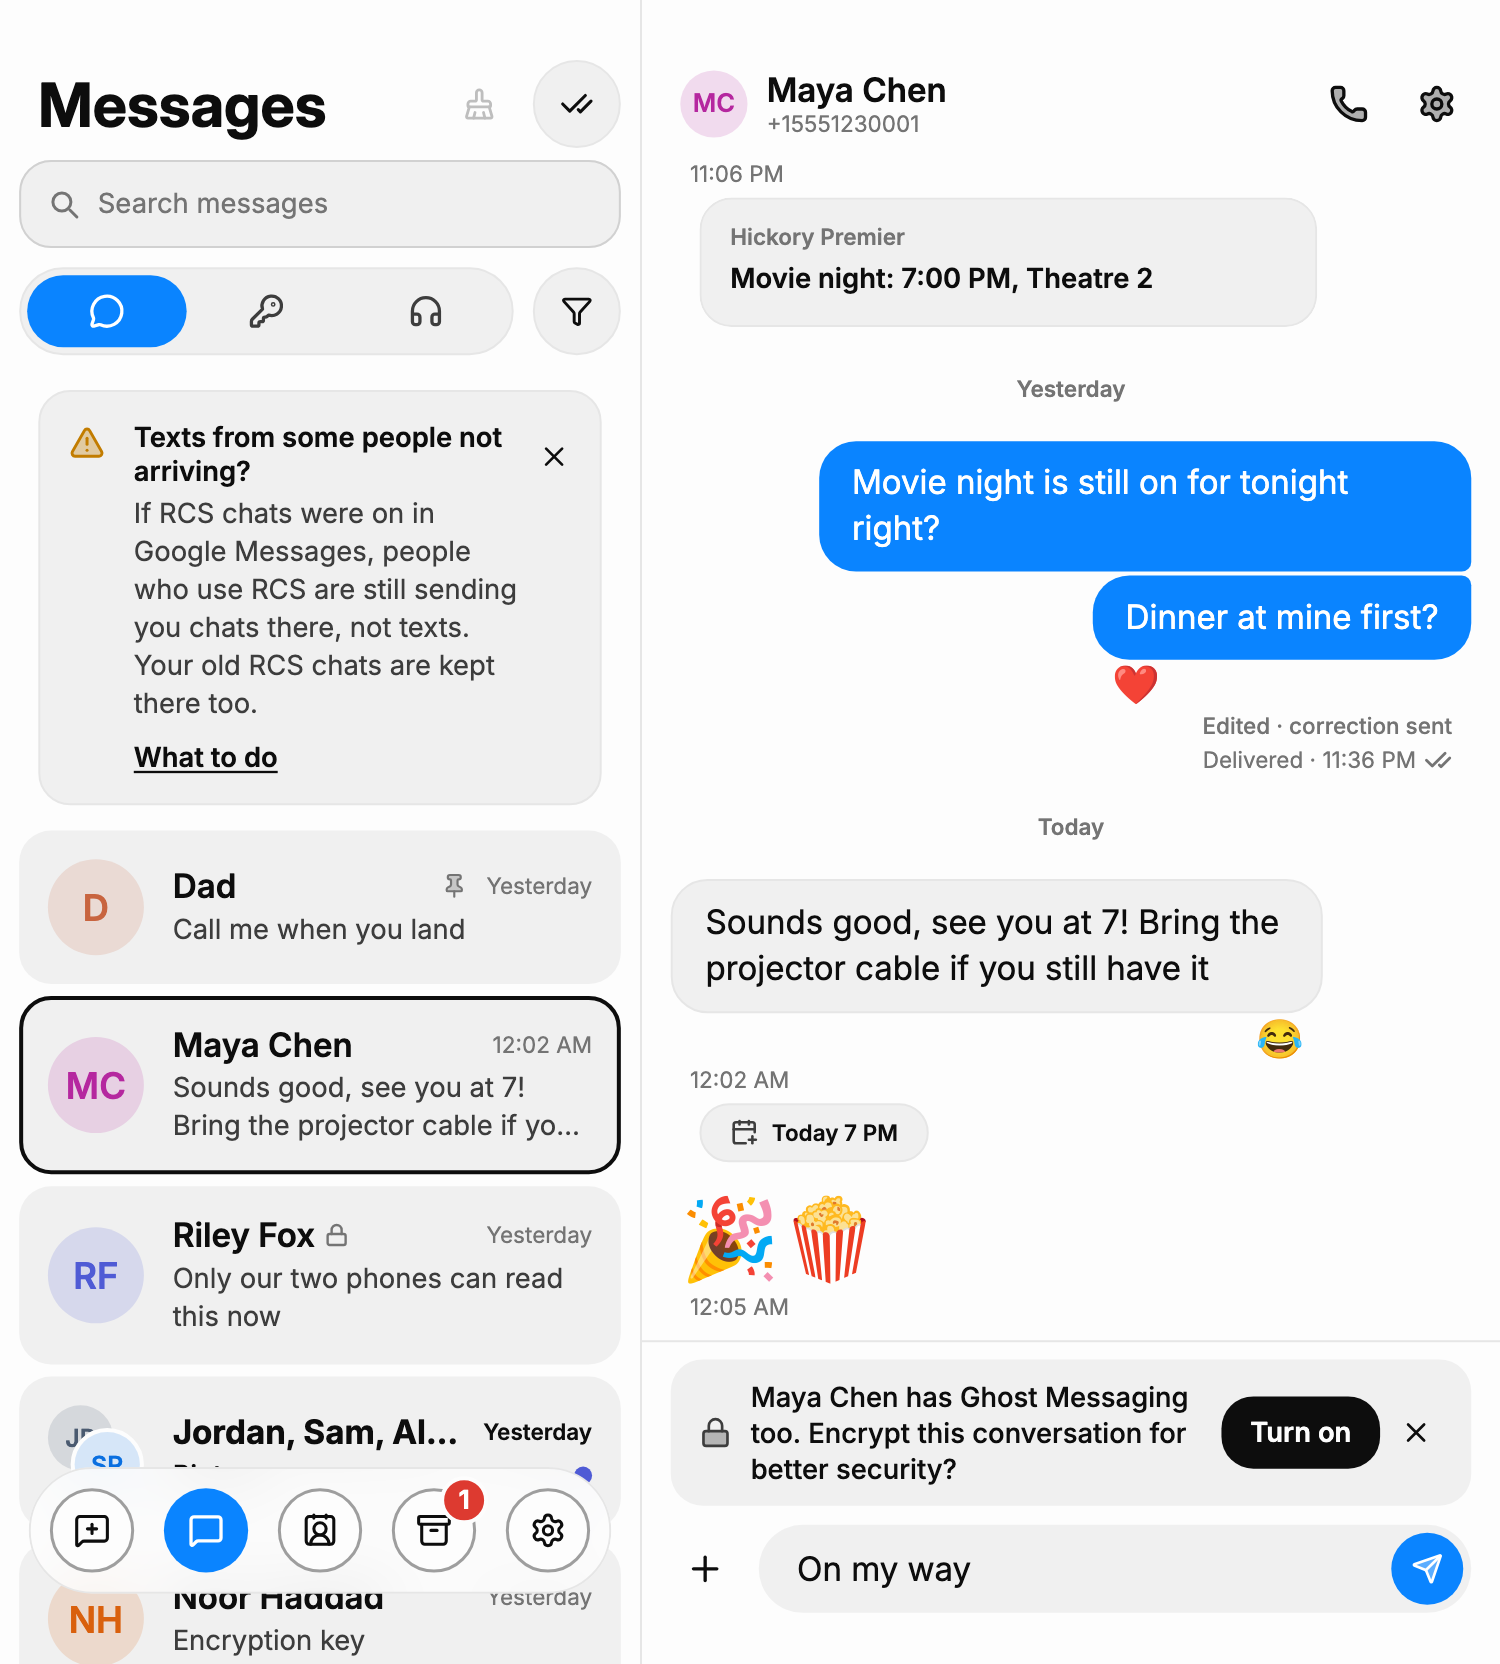 Messages
Search messages
Texts from some people not
arriving?
If RCS chats were on in
Google Messages, people
who use RCS are still sending
you chats there, not texts.
Your old RCS chats are kept
there too.
What to do
D
Dad
Yesterday
Call me when you land
MC
Maya Chen
12:02 AM
Sounds good, see you at 7!
Bring the projector cable if yo...
RF
Riley Fox
Yesterday
Only our two phones can read
this now
SR
Jordan, Sam, Al...
Yesterday
1
NH
Noor Haddad
Yesterday
Encryption key
MC
Maya Chen
+15551230001
11:06 PM
Hickory Premier
Movie night: 7:00 PM, Theatre 2
Yesterday
Movie night is still on for tonight
right?
Dinner at mine first?
Edited · correction sent
Delivered · 11:36 PM
Today
Sounds good, see you at 7! Bring the
projector cable if you still have it
12:02 AM
Today 7 PM
12:05 AM
Maya Chen has Ghost Messaging
too. Encrypt this conversation for
better security?
Turn on
On my way